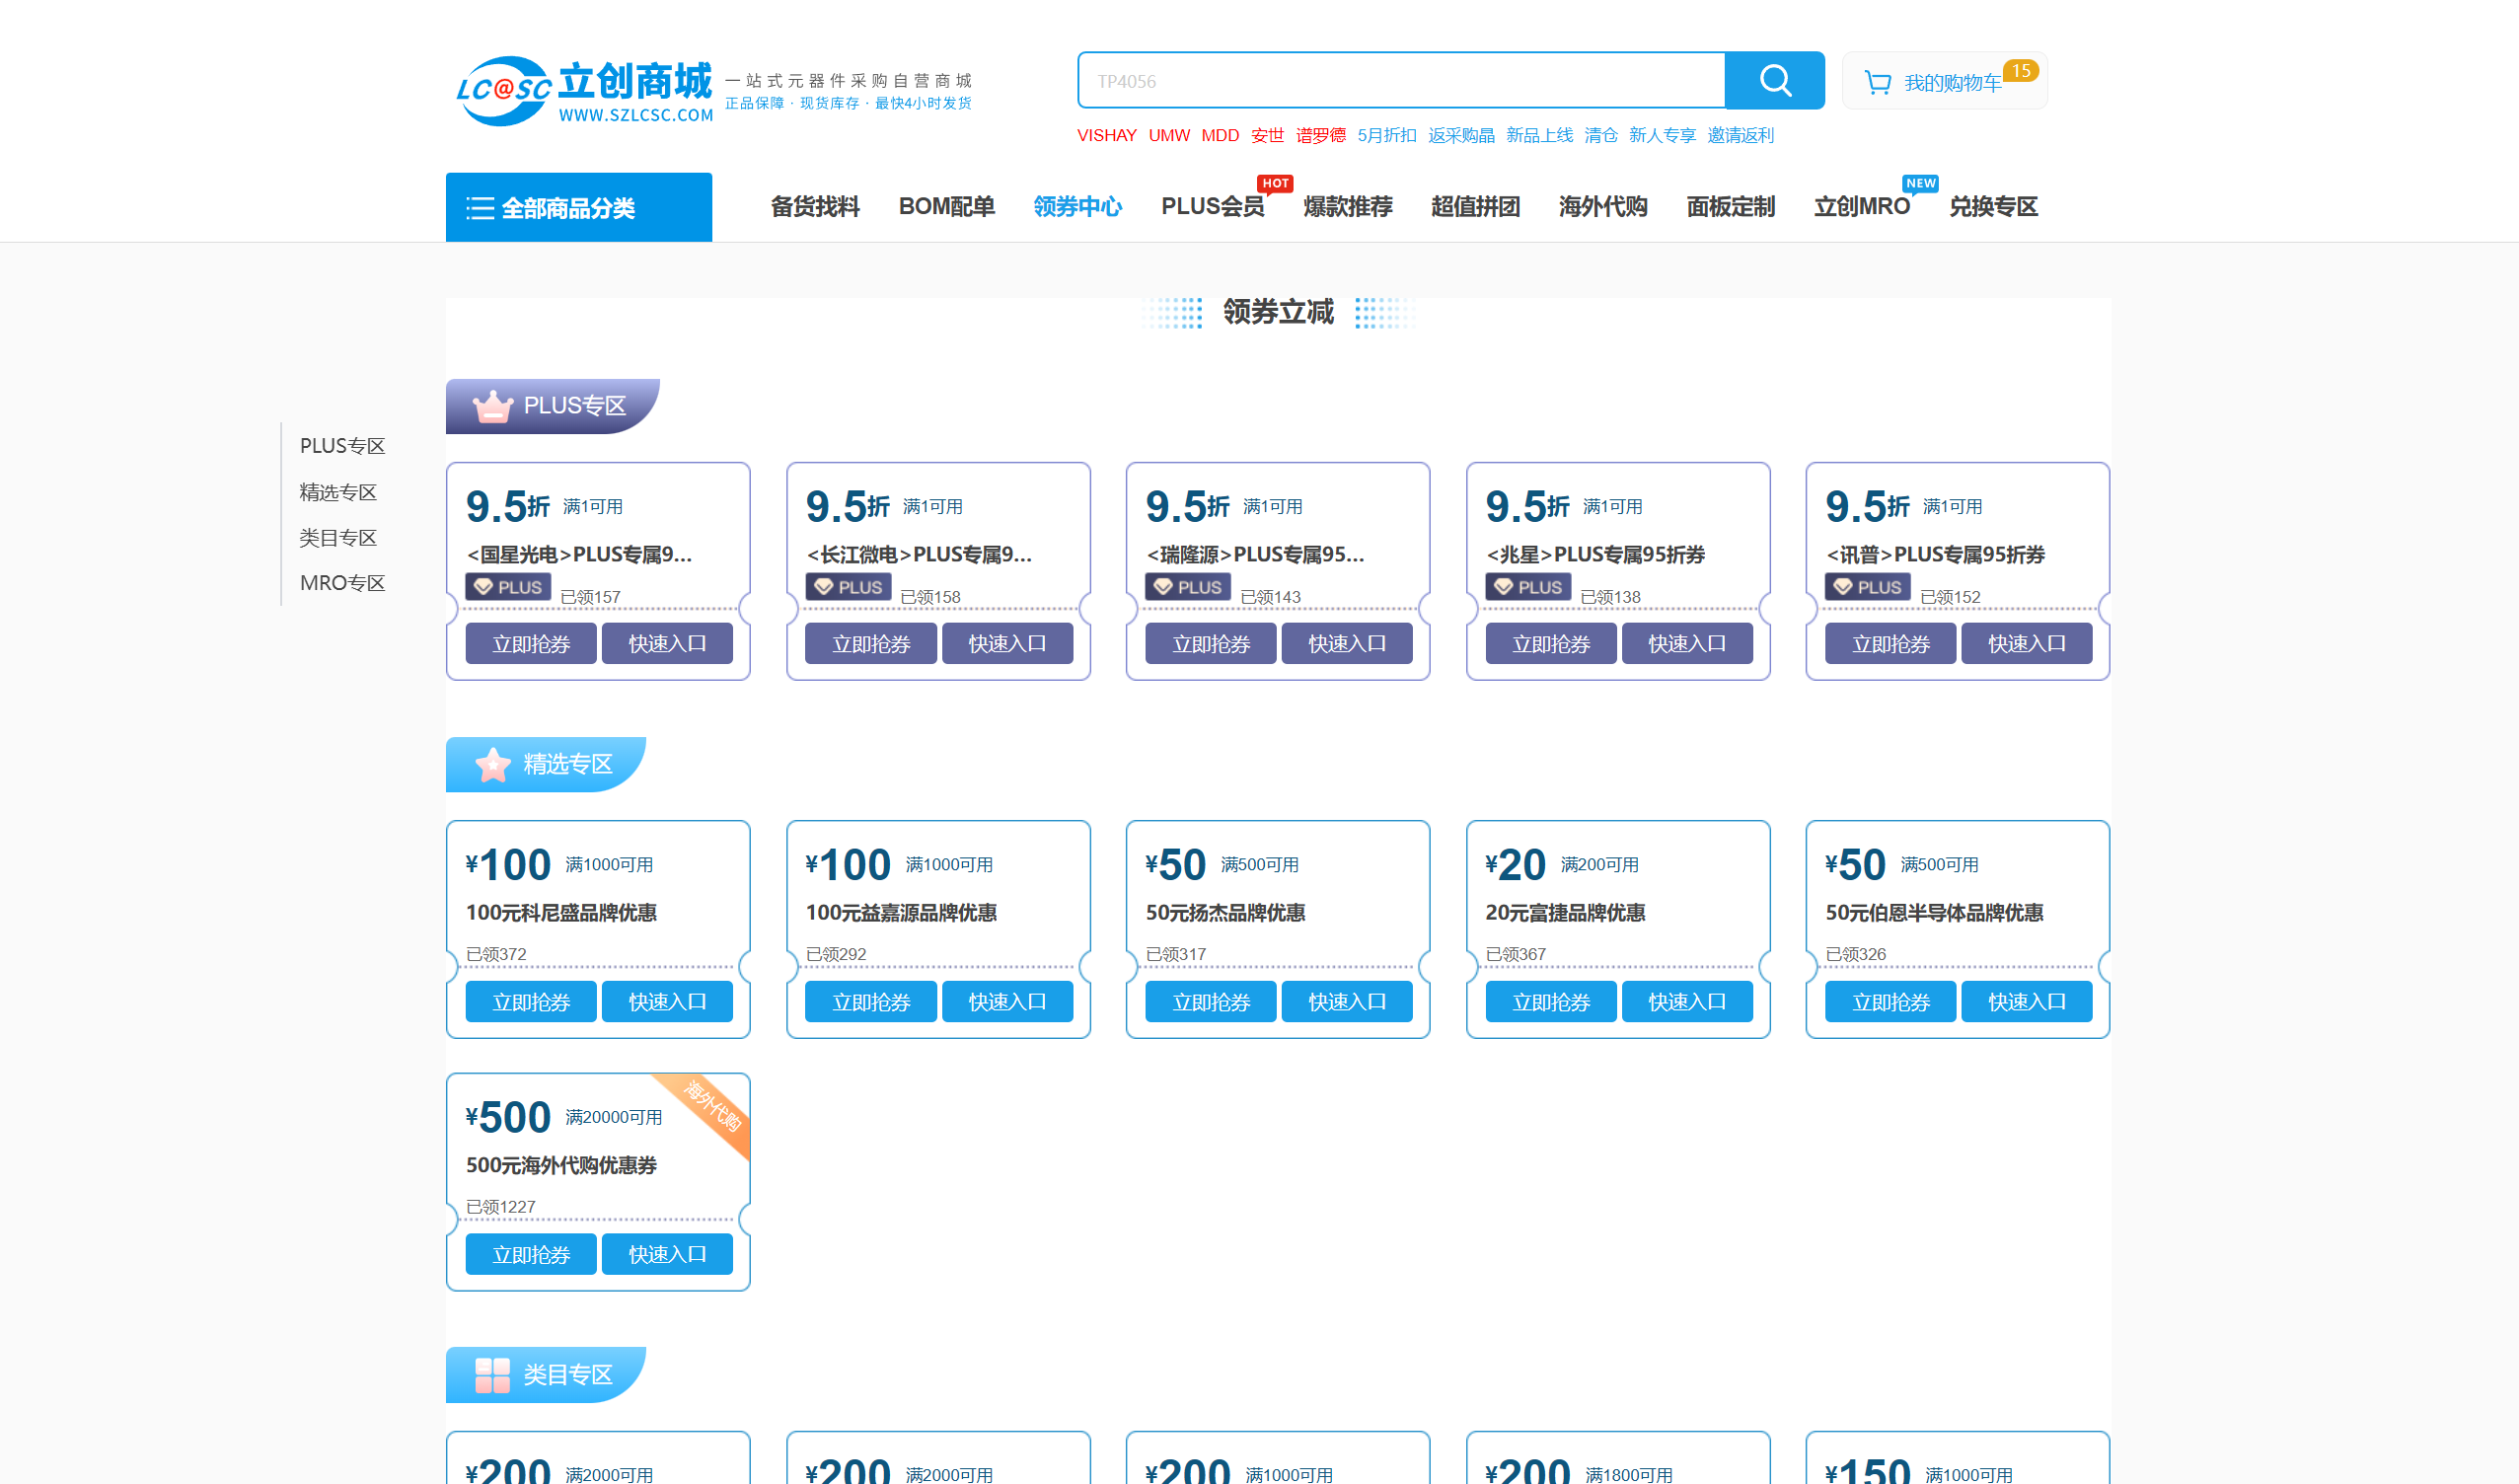 LC@SC 立创商城
WWW.SZLCSC.COM
一站式元器件采购自营商城
正品保障 · 现货库存 · 最快4小时发货
TP4056
我的购物车 15
VISHAY UMW MDD 安世 谱罗德 5月折扣 返采购晶 新品上线 清仓 新人专享 邀请返利
全部商品分类
备货找料 BOM配单 领券中心 PLUS会员 HOT 爆款推荐 超值拼团 海外代购 面板定制 立创MRO NEW 兑换专区
领券立减
PLUS专区
精选专区
类目专区
MRO专区
PLUS专区
9.5折 满1可用
<国星光电>PLUS专属9...
PLUS 已领157
立即抢券 快速入口
9.5折 满1可用
<长江微电>PLUS专属9...
PLUS 已领158
立即抢券 快速入口
9.5折 满1可用
<瑞隆源>PLUS专属95...
PLUS 已领143
立即抢券 快速入口
9.5折 满1可用
<兆星>PLUS专属95折券
PLUS 已领138
立即抢券 快速入口
9.5折 满1可用
<讯普>PLUS专属95折券
PLUS 已领152
立即抢券 快速入口
精选专区
¥100 满1000可用
100元科尼盛品牌优惠
已领372
立即抢券 快速入口
¥100 满1000可用
100元益嘉源品牌优惠
已领292
立即抢券 快速入口
¥50 满500可用
50元扬杰品牌优惠
已领317
立即抢券 快速入口
¥20 满200可用
20元富捷品牌优惠
已领367
立即抢券 快速入口
¥50 满500可用
50元伯恩半导体品牌优惠
已领326
立即抢券 快速入口
¥500 满20000可用
海外代购
500元海外代购优惠券
已领1227
立即抢券 快速入口
类目专区
¥200 满2000可用
¥200 满2000可用
¥200 满1000可用
¥200 满1800可用
¥150 满1000可用